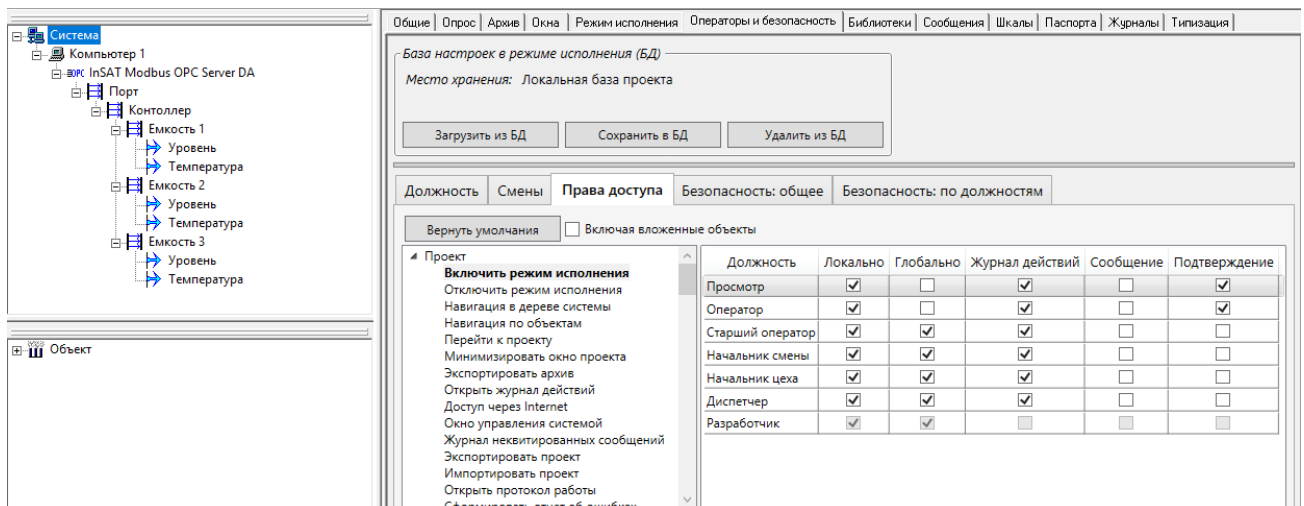 Система
Компьютер 1
InSAT Modbus OPC Server DA
Порт
Контоллер
Емкость 1
Уровень
Температура
Емкость 2
Уровень
Температура
Емкость 3
Уровень
Температура
Объект
Общие Опрос Архив Окна Режим исполнения Операторы и безопасность Библиотеки Сообщения Шкалы Паспорта Журналы Типизация
База настроек в режиме исполнения (БД)
Место хранения: Локальная база проекта
Загрузить из БД Сохранить в БД Удалить из БД
Должность Смены Права доступа Безопасность: общее Безопасность: по должностям
Вернуть умолчания Включая вложенные объекты
Проект
Включить режим исполнения
Отключить режим исполнения
Навигация в дереве системы
Навигация по объектам
Перейти к проекту
Минимизировать окно проекта
Экспортировать архив
Открыть журнал действий
Доступ через Internet
Окно управления системой
Журнал неквитированных сообщений
Экспортировать проект
Импортировать проект
Открыть протокол работы
Должность Локально Глобально Журнал действий Сообщение Подтверждение
Просмотр
Оператор
Старший оператор
Начальник смены
Начальник цеха
Диспетчер
Разработчик